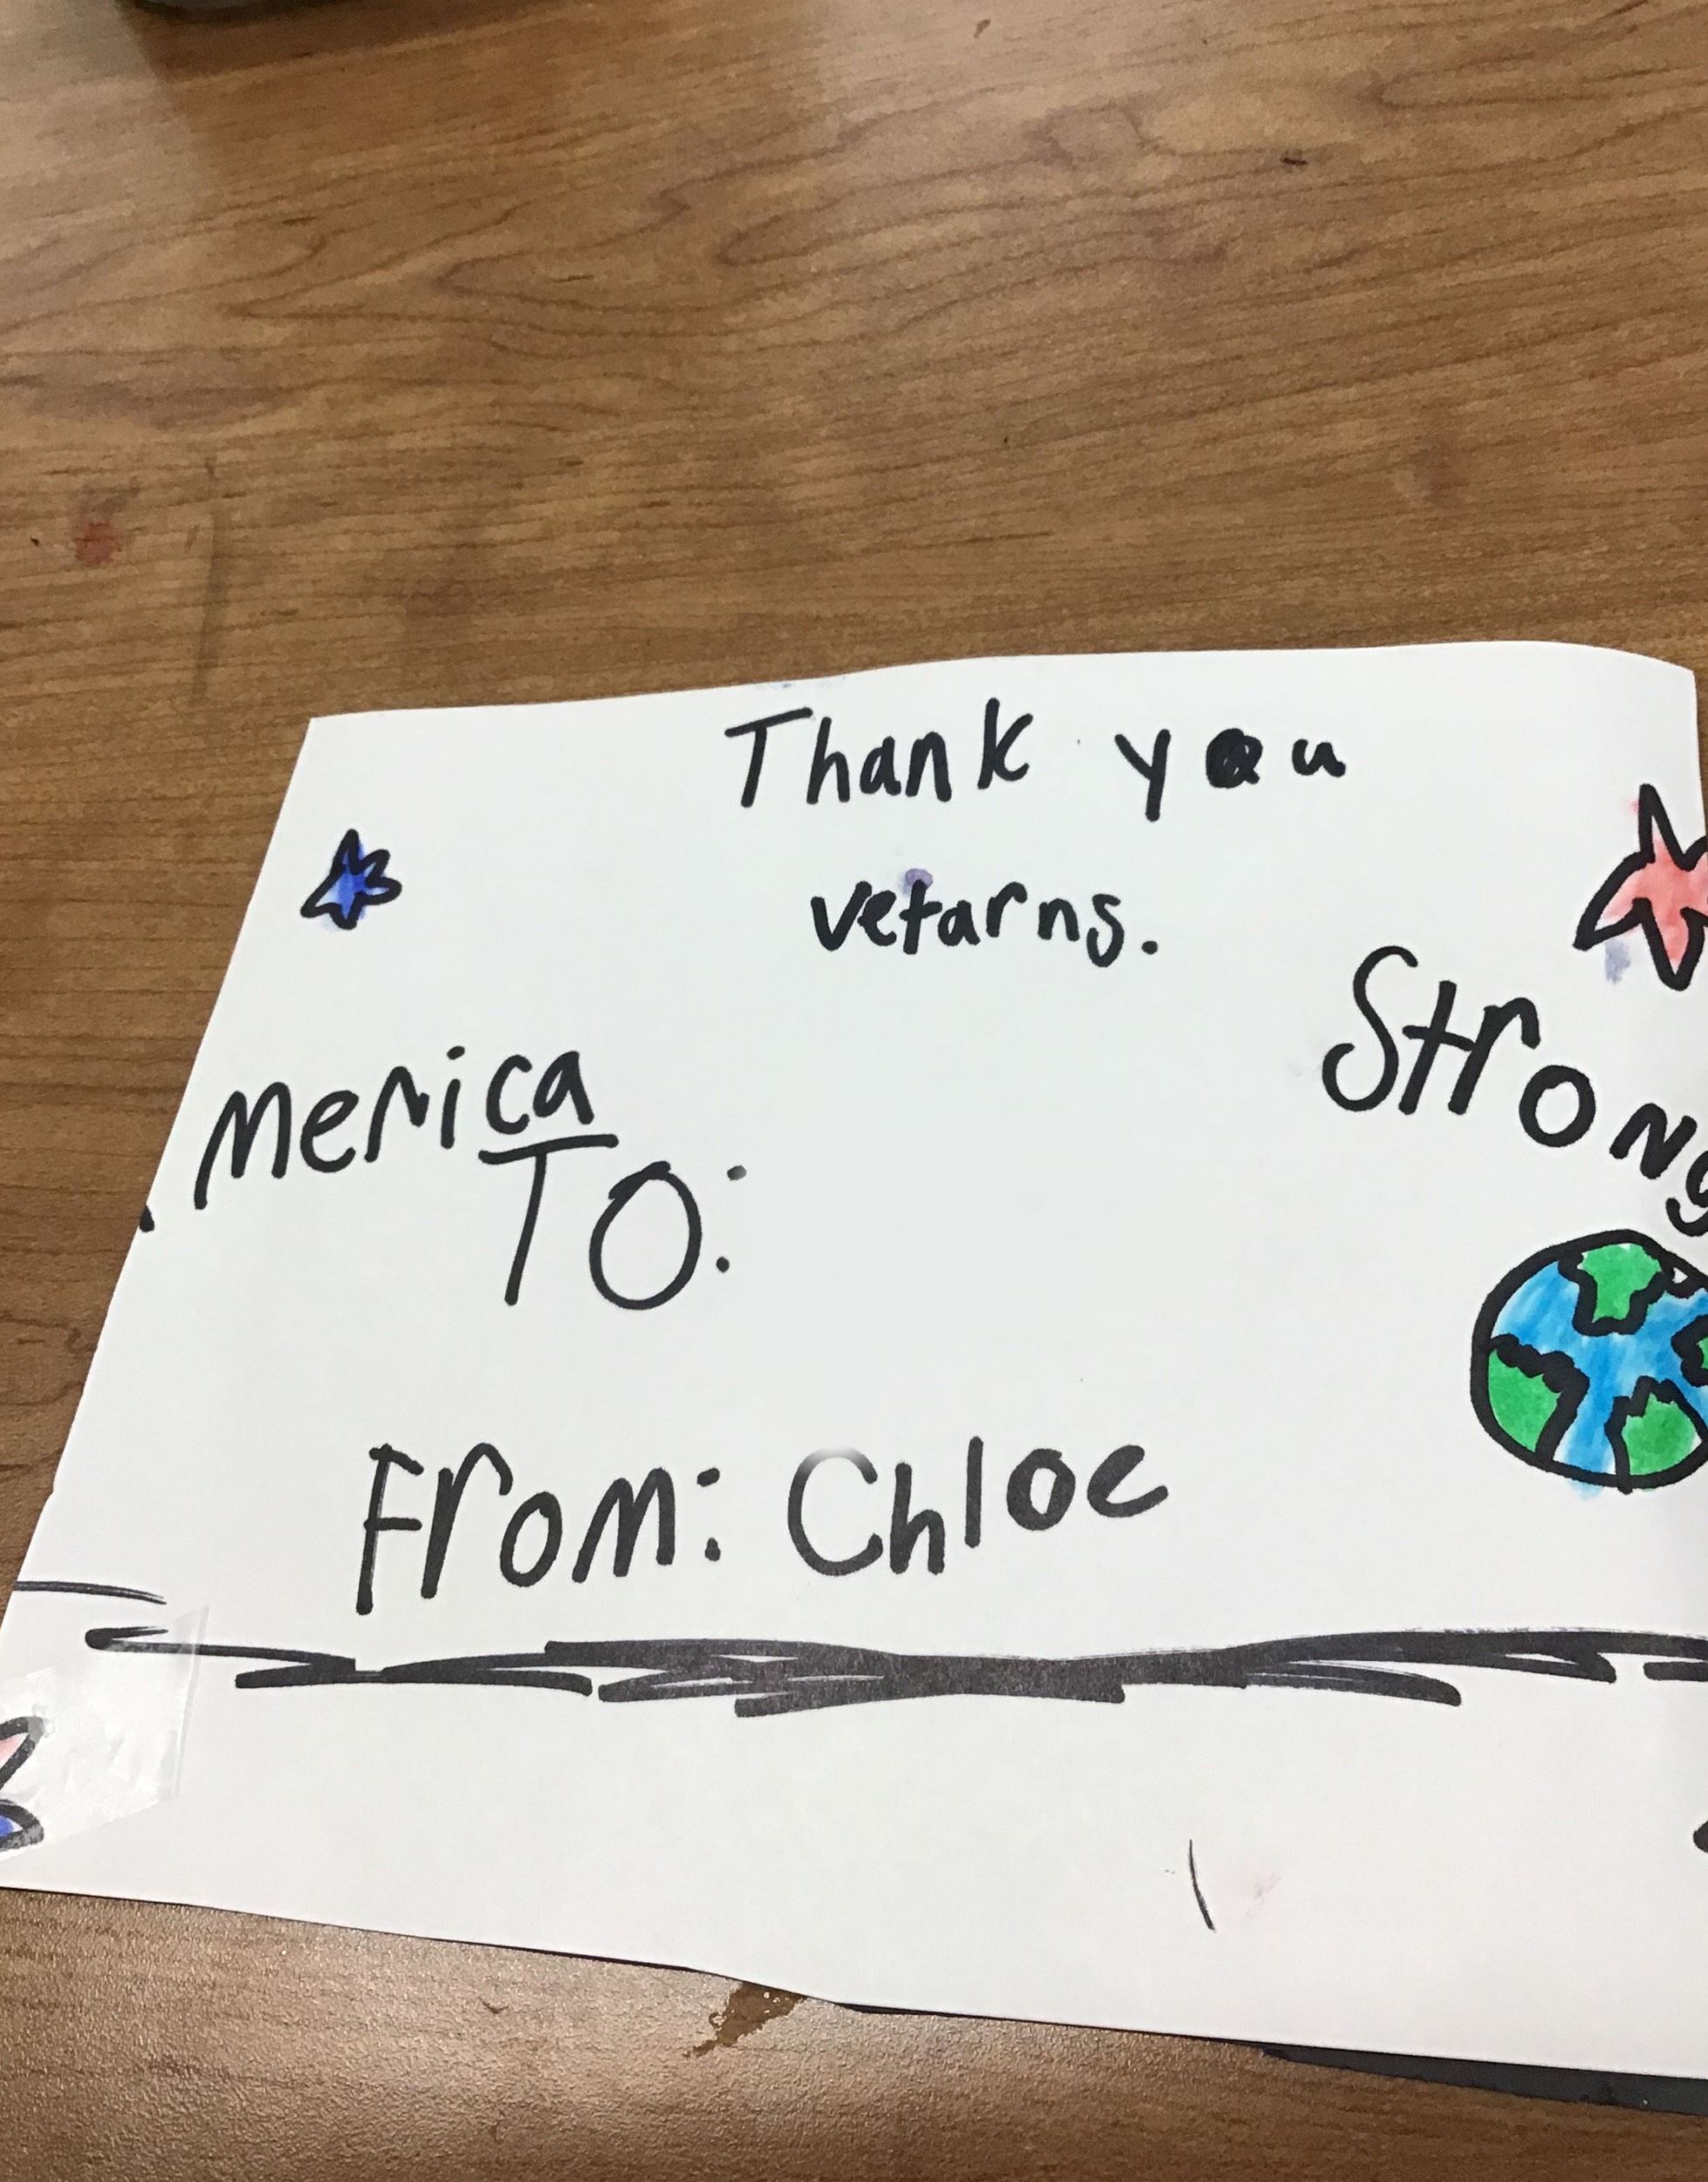 Thank you
vetarns.
merica
Strong
TO:
From: Chloe